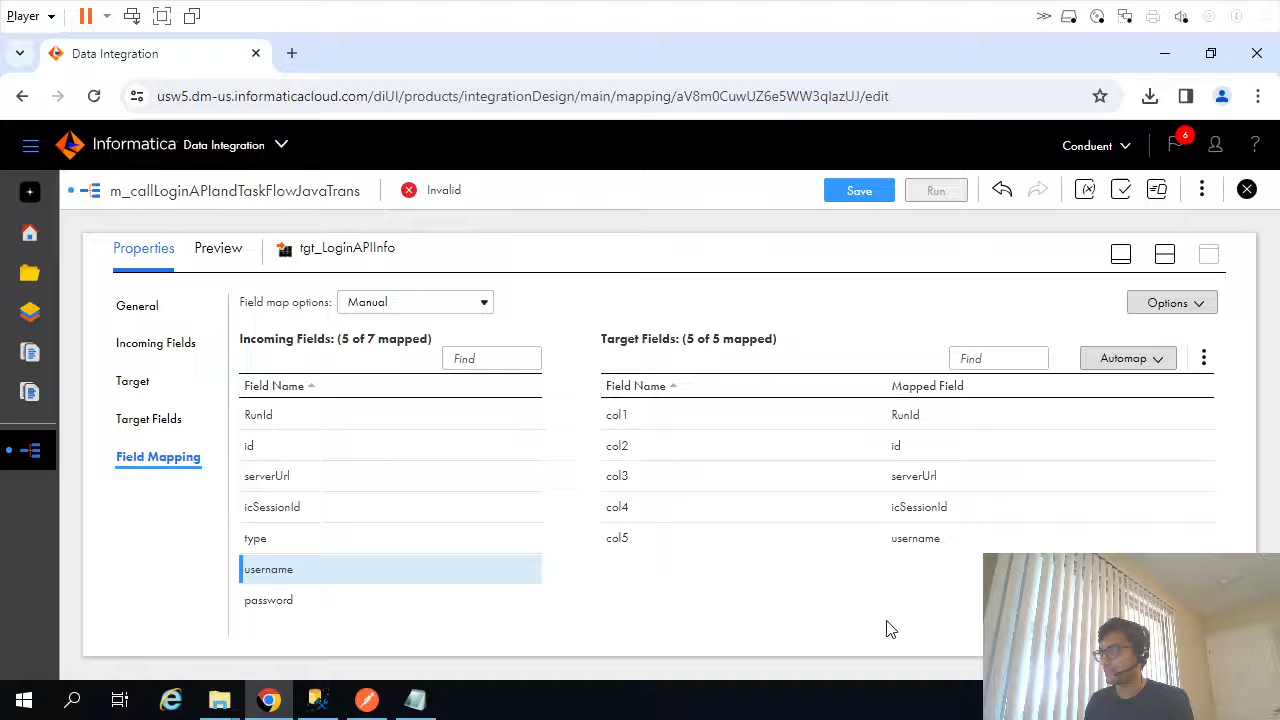 Player
Data Integration
usw5.dm-us.informaticacloud.com/diUI/products/integrationDesign/main/mapping/aV8m0CuwUZ6e5WW3qlazUJ/edit
Informatica Data Integration
Conduent
6
m_callLoginAPIandTaskFlowJavaTrans
Invalid
Save
Run
Properties
Preview
tgt_LoginAPIInfo
General
Incoming Fields
Target
Target Fields
Field Mapping
Field map options:
Manual
Options
Incoming Fields: (5 of 7 mapped)
Find
Field Name
RunId
id
serverUrl
icSessionId
type
username
password
Target Fields: (5 of 5 mapped)
Find
Automap
Field Name Mapped Field
col1 RunId
col2 id
col3 serverUrl
col4 icSessionId
col5 username